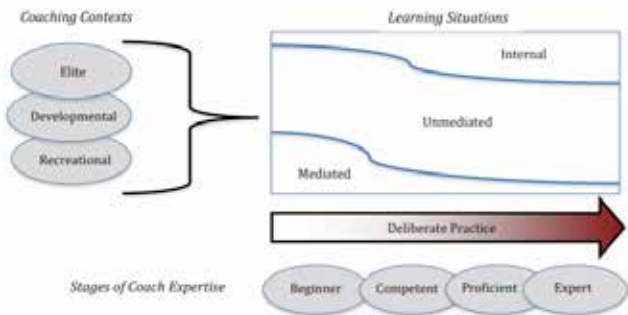 Coaching Contexts
Learning Situations
Elite
Developmental
Recreational
Internal
Unmediated
Mediated
Deliberate Practice
Stages of Coach Expertise
Beginner
Competent
Proficient
Expert